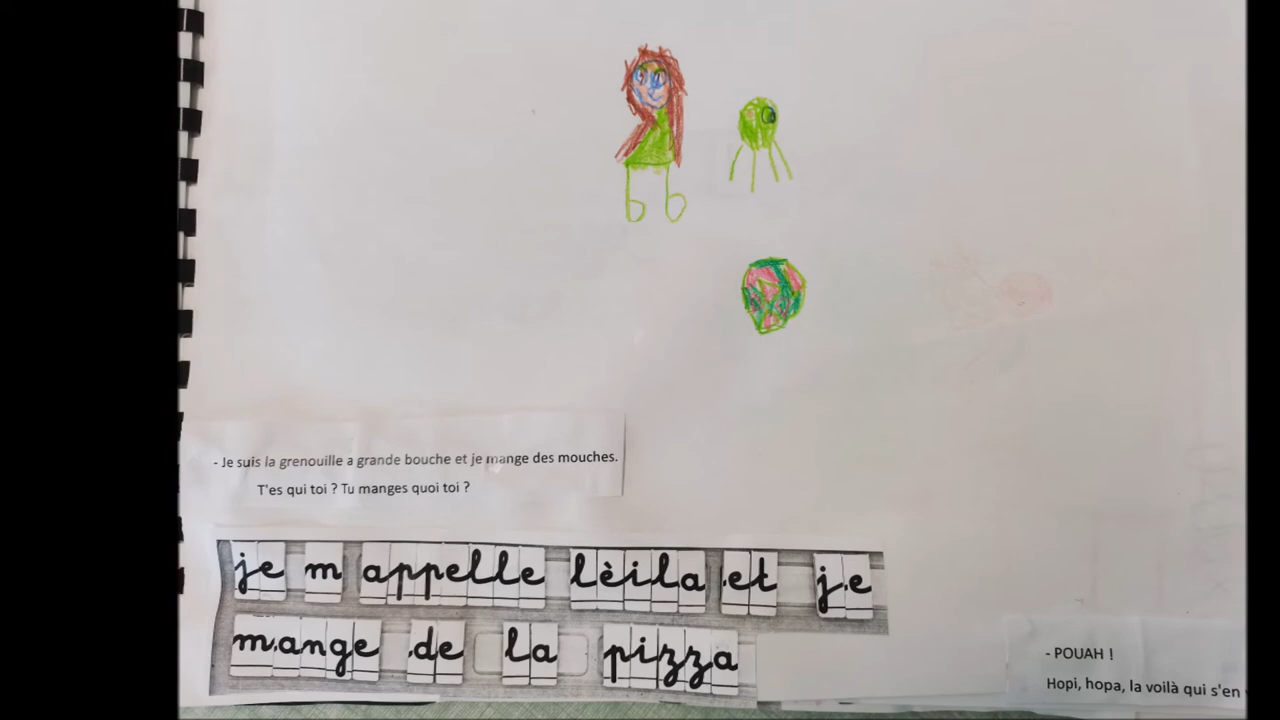 - Je suis la grenouille a grande bouche et je mange des mouches.
T'es qui toi ? Tu manges quoi toi ?
je m appelle lèila et je
mange de la pizza
- POUAH !
Hopi, hopa, la voilà qui s'en